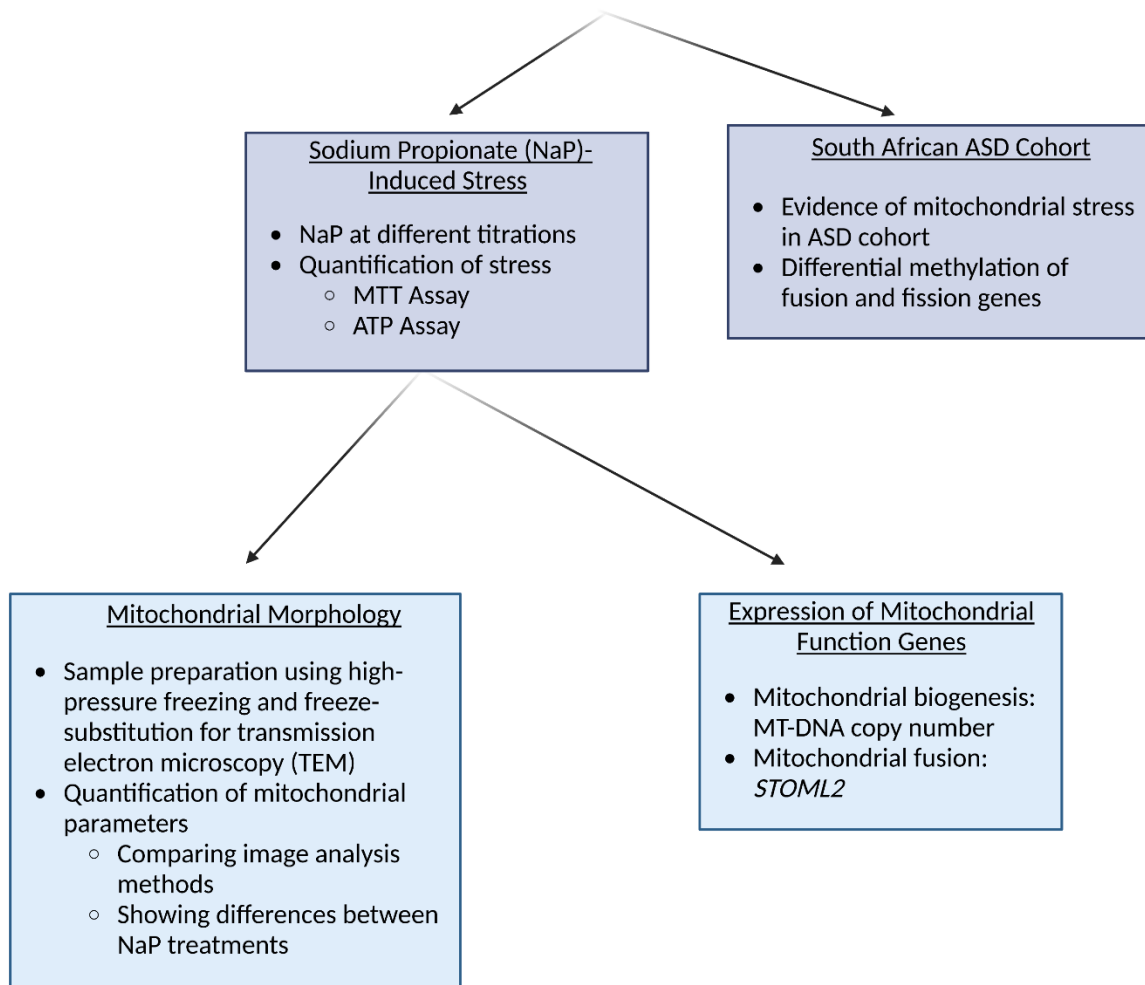 Sodium Propionate (NaP)-
Induced Stress
• NaP at different titrations
• Quantification of stress
○ MTT Assay
○ ATP Assay
South African ASD Cohort
• Evidence of mitochondrial stress
in ASD cohort
• Differential methylation of
fusion and fission genes
Mitochondrial Morphology
• Sample preparation using high-
pressure freezing and freeze-
substitution for transmission
electron microscopy (TEM)
• Quantification of mitochondrial
parameters
○ Comparing image analysis
methods
○ Showing differences between
NaP treatments
Expression of Mitochondrial
Function Genes
• Mitochondrial biogenesis:
MT-DNA copy number
• Mitochondrial fusion:
STOML2